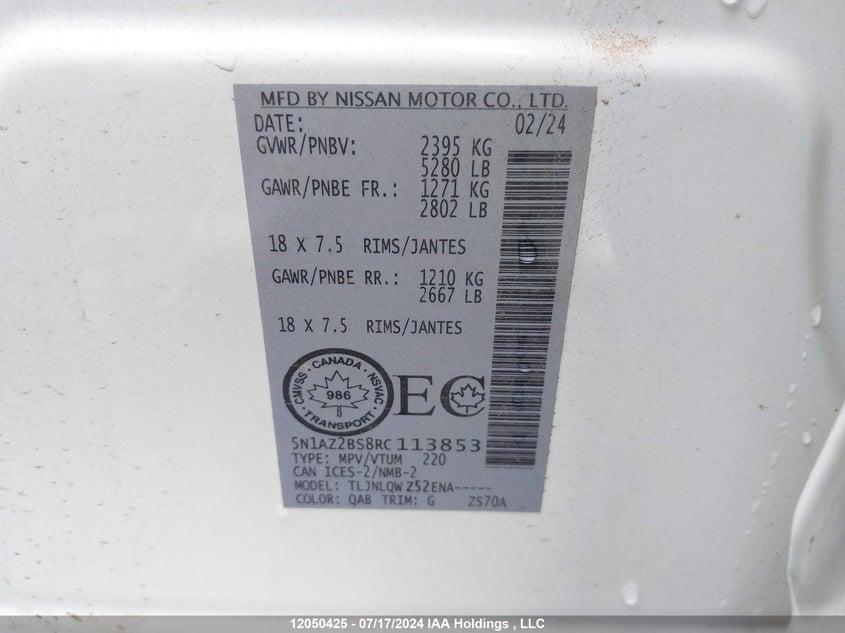 MFD BY NISSAN MOTOR CO., LTD.
DATE: 02/24
GVWR/PNBV: 2395 KG
5280 LB
GAWR/PNBE FR.: 1271 KG
2802 LB
18 X 7.5 RIMS/JANTES
GAWR/PNBE RR.: 1210 KG
2667 LB
18 X 7.5 RIMS/JANTES
CMVSS · CANADA · NSVAC
986
· TRANSPORT ·
EC
5N1AZ2BS8RC113853
TYPE: MPV/VTUM 220
CAN ICES-2/NMB-2
MODEL: TLJNLQW Z52ENA-----
COLOR: QAB TRIM: G ZS70A
12050425 - 07/17/2024 IAA Holdings , LLC